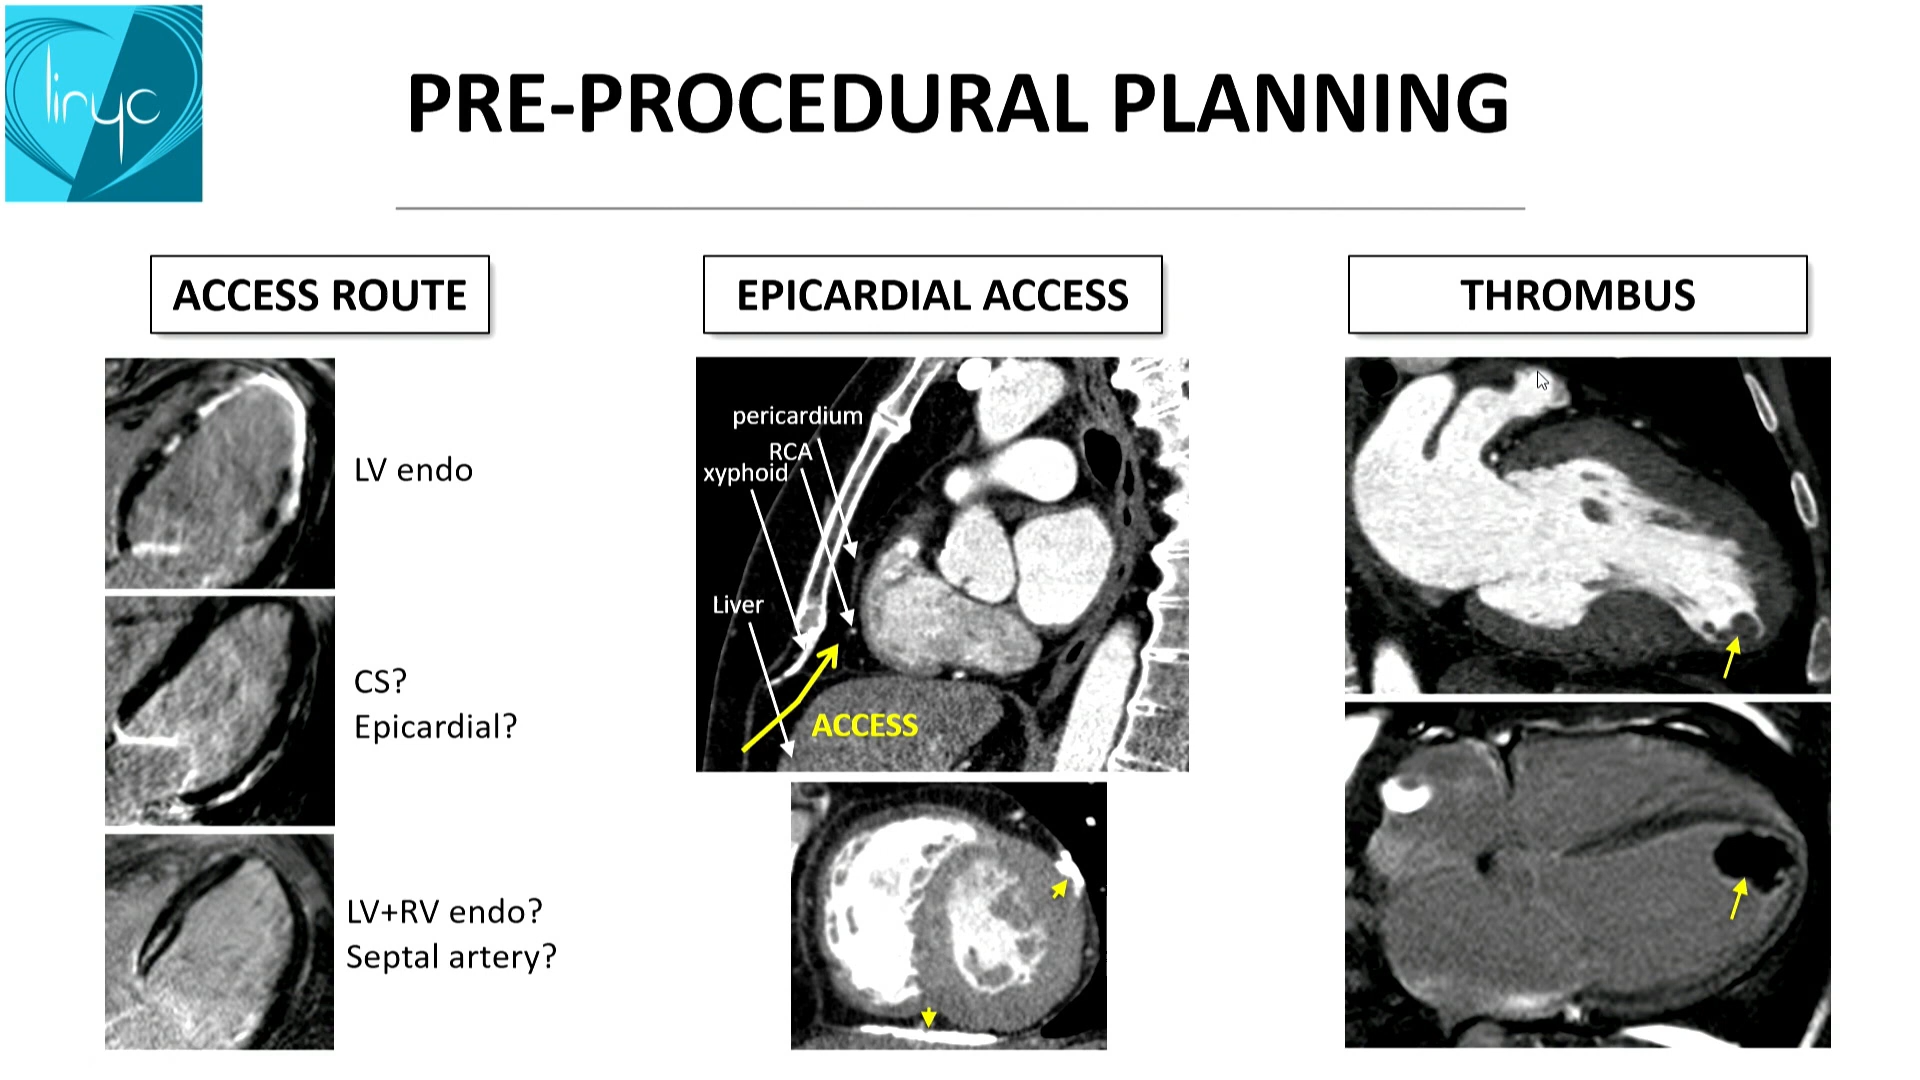 liryc
PRE-PROCEDURAL PLANNING
ACCESS ROUTE
LV endo
CS?
Epicardial?
LV+RV endo?
Septal artery?
EPICARDIAL ACCESS
pericardium
RCA
xyphoid
Liver
ACCESS
THROMBUS